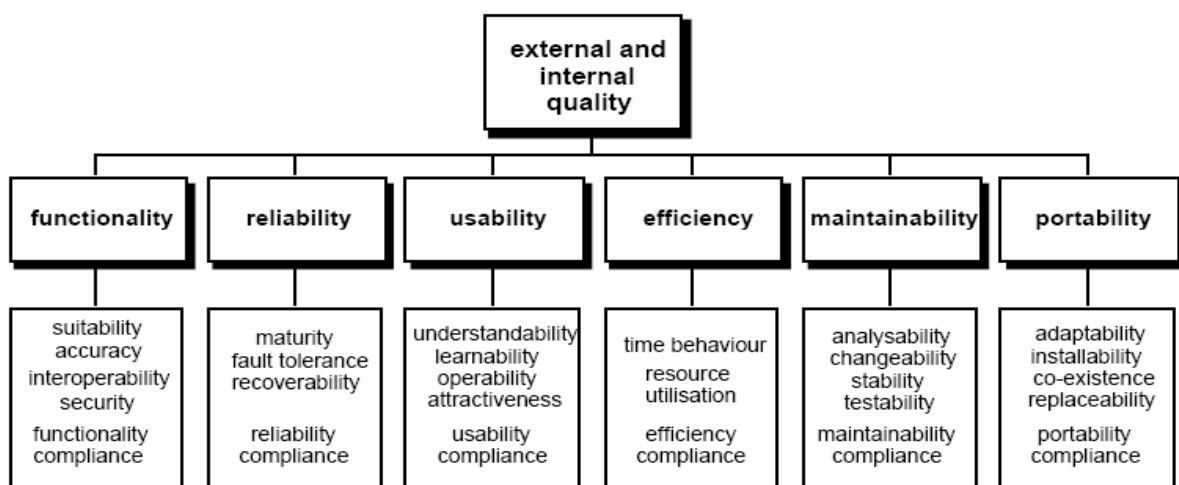 external and
internal
quality
functionality
reliability
usability
efficiency
maintainability
portability
suitability
accuracy
interoperability
security
functionality
compliance
maturity
fault tolerance
recoverability
reliability
compliance
understandability
learnability
operability
attractiveness
usability
compliance
time behaviour
resource
utilisation
efficiency
compliance
analysability
changeability
stability
testability
maintainability
compliance
adaptability
installability
co-existence
replaceability
portability
compliance